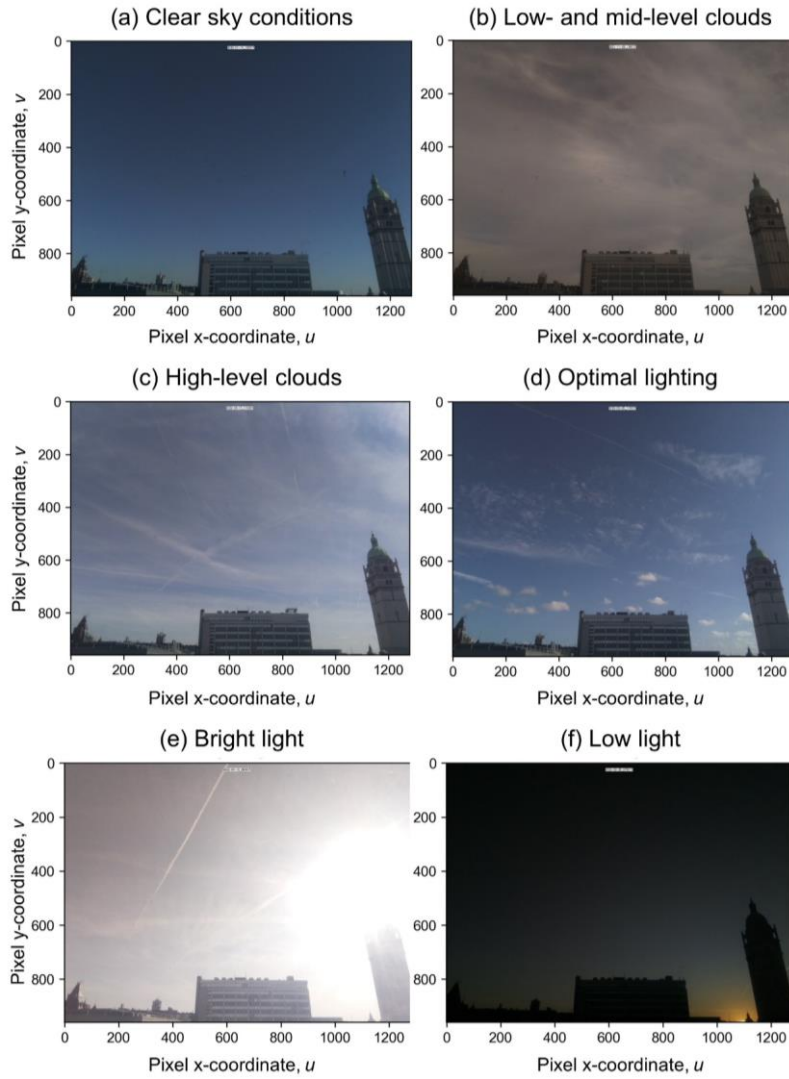 (a) Clear sky conditions
(b) Low- and mid-level clouds
0
200
400
600
800
Pixel y-coordinate, v
0 200 400 600 800 1000 1200
Pixel x-coordinate, u
0
200
400
600
800
0 200 400 600 800 1000 1200
Pixel x-coordinate, u
(c) High-level clouds
(d) Optimal lighting
0
200
400
600
800
Pixel y-coordinate, v
0 200 400 600 800 1000 1200
Pixel x-coordinate, u
0
200
400
600
800
0 200 400 600 800 1000 1200
Pixel x-coordinate, u
(e) Bright light
(f) Low light
0
200
400
600
800
Pixel y-coordinate, v
0 200 400 600 800 1000 1200
Pixel x-coordinate, u
0
200
400
600
800
0 200 400 600 800 1000 1200
Pixel x-coordinate, u